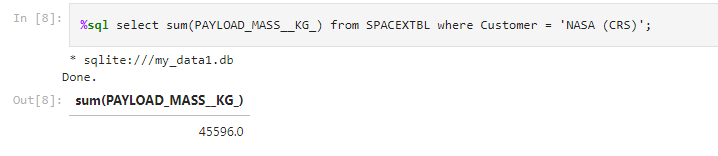 In [8]: %sql select sum(PAYLOAD_MASS__KG_) from SPACEXTBL where Customer = 'NASA (CRS)';
* sqlite:///my_data1.db
Done.
Out[8]: sum(PAYLOAD_MASS__KG_)
45596.0